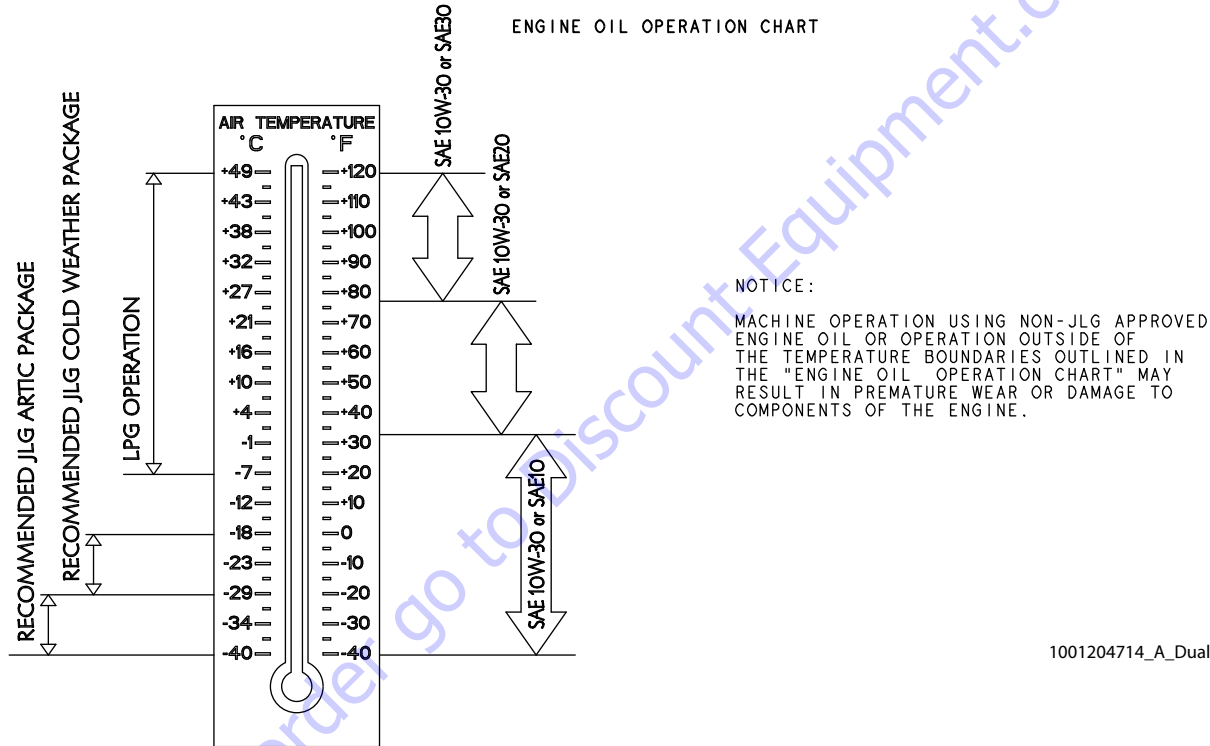 ENGINE OIL OPERATION CHART
RECOMMENDED JLG ARTIC PACKAGE
RECOMMENDED JLG COLD WEATHER PACKAGE
LPG OPERATION
AIR TEMPERATURE
°C °F
+49 +120
+43 +110
+38 +100
+32 +90
+27 +80
+21 +70
+16 +60
+10 +50
+4 +40
-1 +30
-7 +20
-12 +10
-18 0
-23 -10
-29 -20
-34 -30
-40 -40
SAE 10W-30 or SAE30
SAE 10W-30 or SAE20
SAE 10W-30 or SAE10
NOTICE:
MACHINE OPERATION USING NON-JLG APPROVED
ENGINE OIL OR OPERATION OUTSIDE OF
THE TEMPERATURE BOUNDARIES OUTLINED IN
THE "ENGINE OIL OPERATION CHART" MAY
RESULT IN PREMATURE WEAR OR DAMAGE TO
COMPONENTS OF THE ENGINE.
1001204714_A_Dual
order go to Discount-Equipment.c